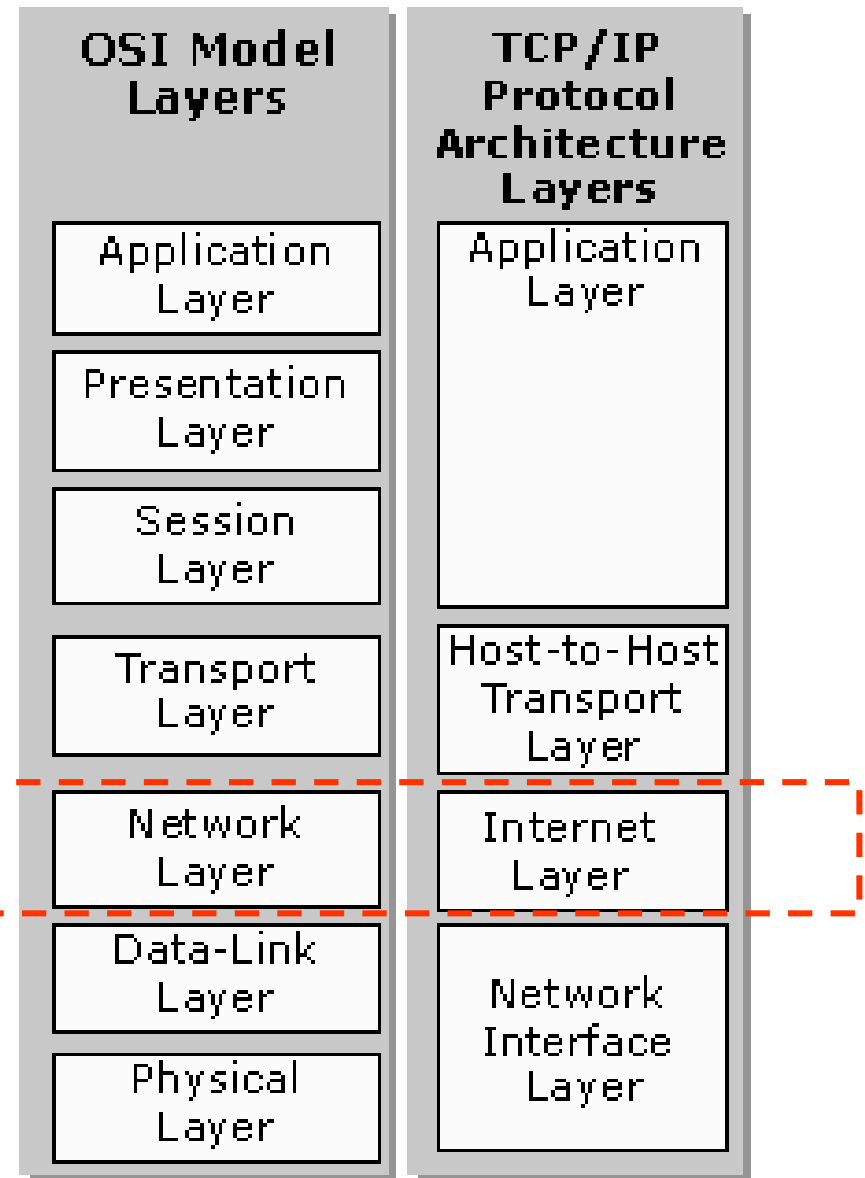 OSI Model
Layers
Application
Layer
Presentation
Layer
Session
Layer
Transport
Layer
Network
Layer
Data-Link
Layer
Physical
Layer
TCP/IP
Protocol
Architecture
Layers
Application
Layer
Host-to-Host
Transport
Layer
Internet
Layer
Network
Interface
Layer